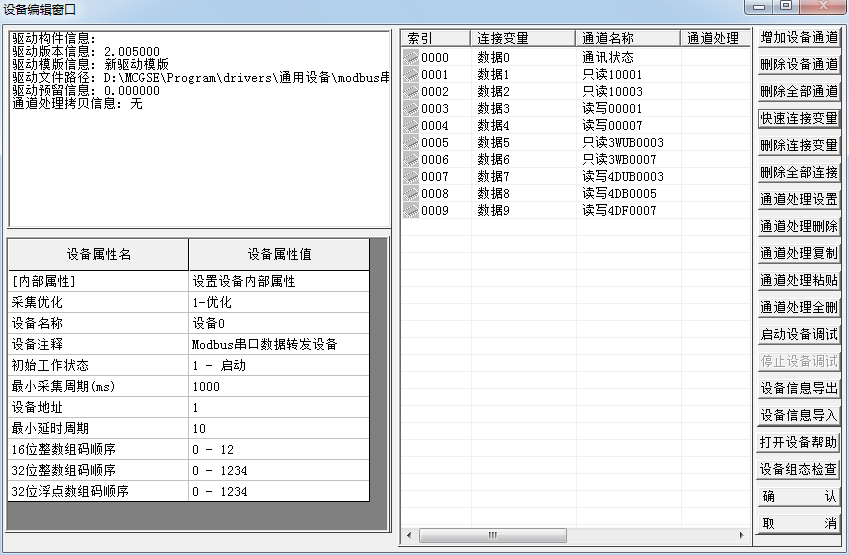 设备编辑窗口
驱动构件信息:
驱动版本信息: 2.005000
驱动模版信息: 新驱动模版
驱动文件路径: D:\MCGSE\Program\drivers\通用设备\modbus串
驱动预留信息: 0.000000
通道处理拷贝信息: 无
设备属性名 设备属性值
[内部属性] 设置设备内部属性
采集优化 1-优化
设备名称 设备0
设备注释 Modbus串口数据转发设备
初始工作状态 1 - 启动
最小采集周期(ms) 1000
设备地址 1
最小延时周期 10
16位整数组码顺序 0 - 12
32位整数组码顺序 0 - 1234
32位浮点数组码顺序 0 - 1234
索引 连接变量 通道名称 通道处理
0000 数据0 通讯状态
0001 数据1 只读10001
0002 数据2 只读10003
0003 数据3 读写00001
0004 数据4 读写00007
0005 数据5 只读3WUB0003
0006 数据6 只读3WB0007
0007 数据7 读写4DUB0003
0008 数据8 读写4DB0005
0009 数据9 读写4DF0007
增加设备通道
删除设备通道
删除全部通道
快速连接变量
删除连接变量
删除全部连接
通道处理设置
通道处理删除
通道处理复制
通道处理粘贴
通道处理全删
启动设备调试
停止设备调试
设备信息导出
设备信息导入
打开设备帮助
设备组态检查
确 认
取 消